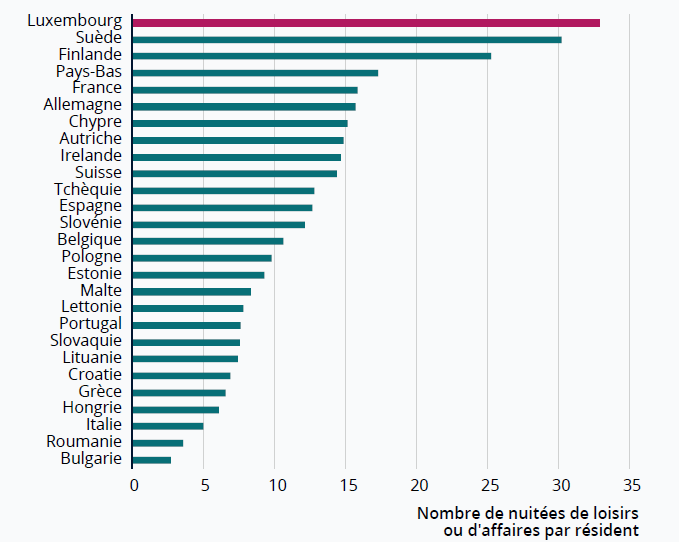 Luxembourg
Suède
Finlande
Pays-Bas
France
Allemagne
Chypre
Autriche
Irelande
Suisse
Tchèquie
Espagne
Slovénie
Belgique
Pologne
Estonie
Malte
Lettonie
Portugal
Slovaquie
Lituanie
Croatie
Grèce
Hongrie
Italie
Roumanie
Bulgarie
0 5 10 15 20 25 30 35
Nombre de nuitées de loisirs
ou d'affaires par résident